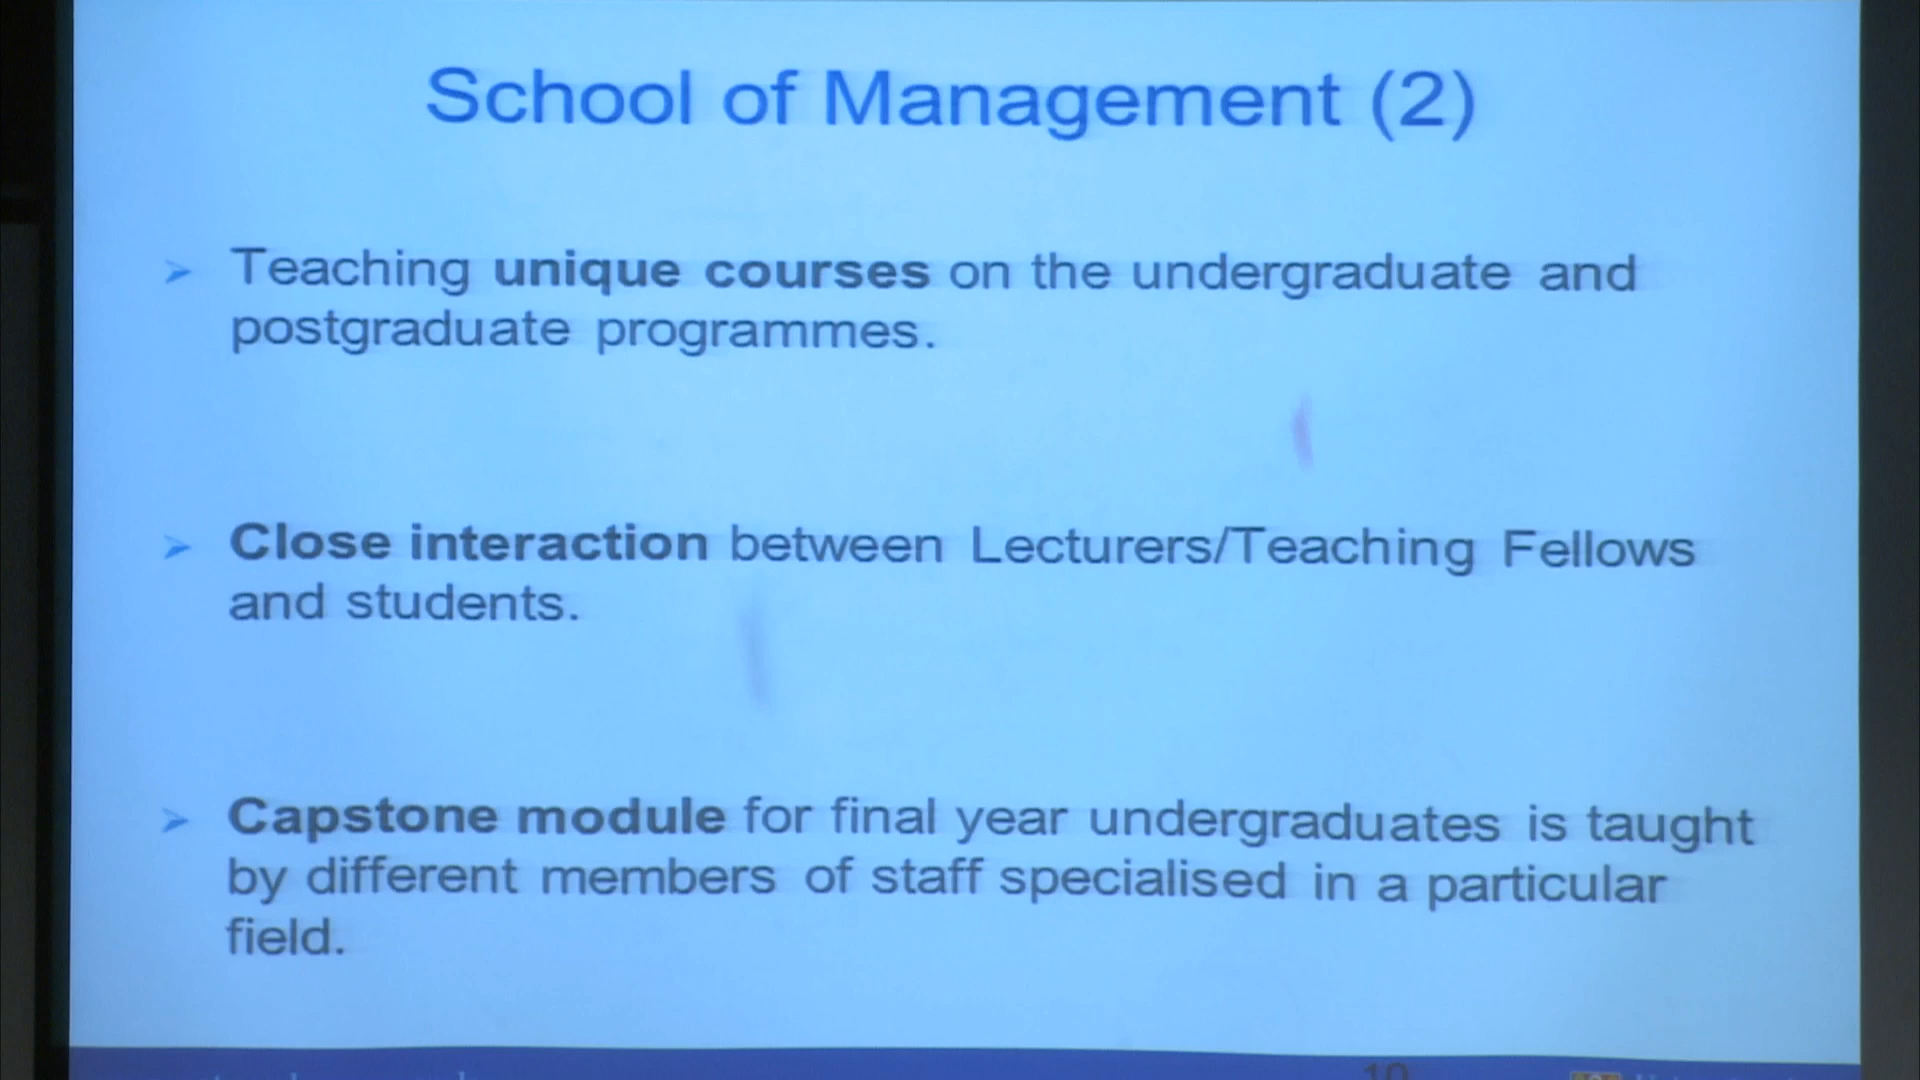 School of Management (2)
➢ Teaching unique courses on the undergraduate and
postgraduate programmes.
➢ Close interaction between Lecturers/Teaching Fellows
and students.
➢ Capstone module for final year undergraduates is taught
by different members of staff specialised in a particular
field.
10